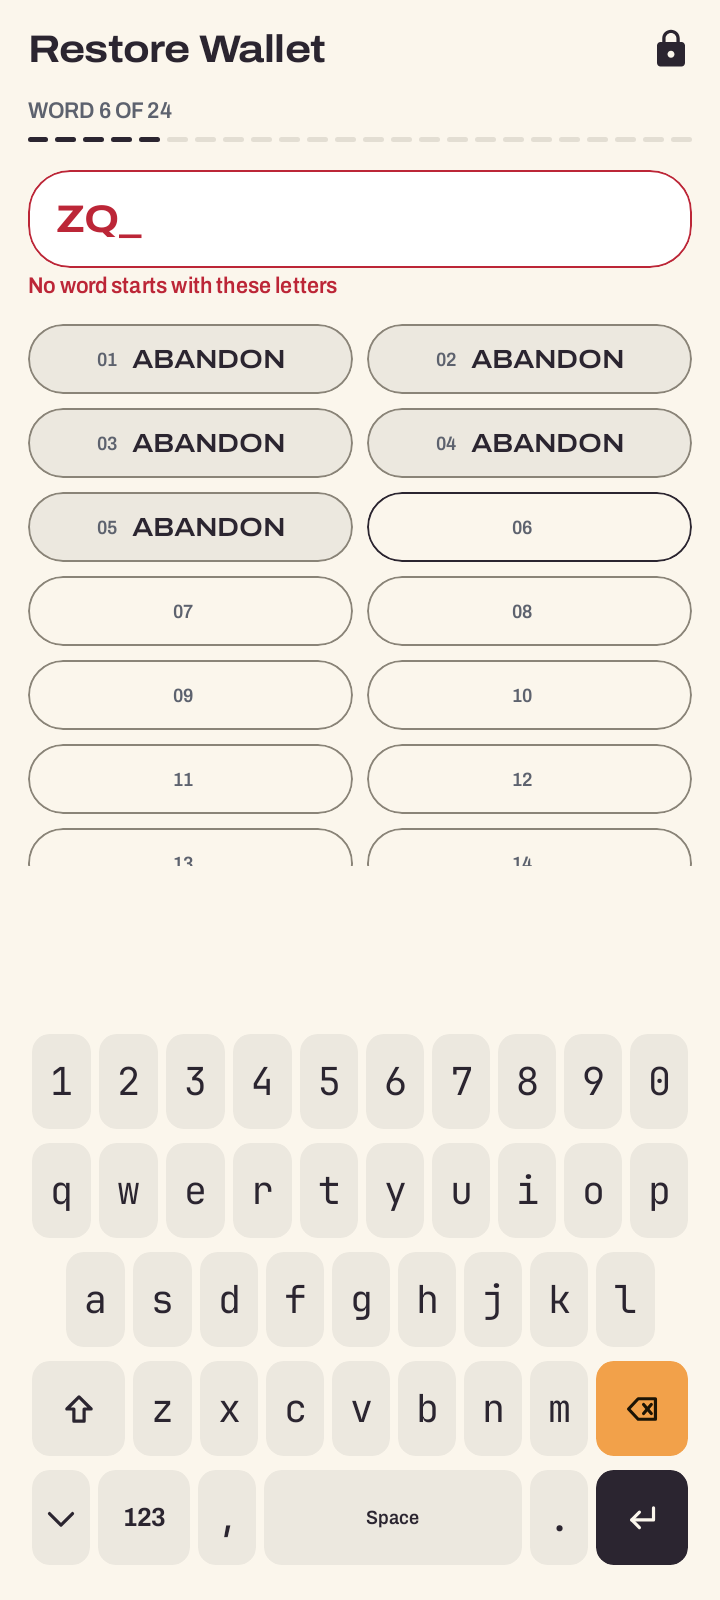 Restore Wallet
WORD 6 OF 24
ZQ_
No word starts with these letters
01 ABANDON
02 ABANDON
03 ABANDON
04 ABANDON
05 ABANDON
06
07
08
09
10
11
12
13
14
1 2 3 4 5 6 7 8 9 0
q w e r t y u i o p
a s d f g h j k l
z x c v b n m
123 , Space .